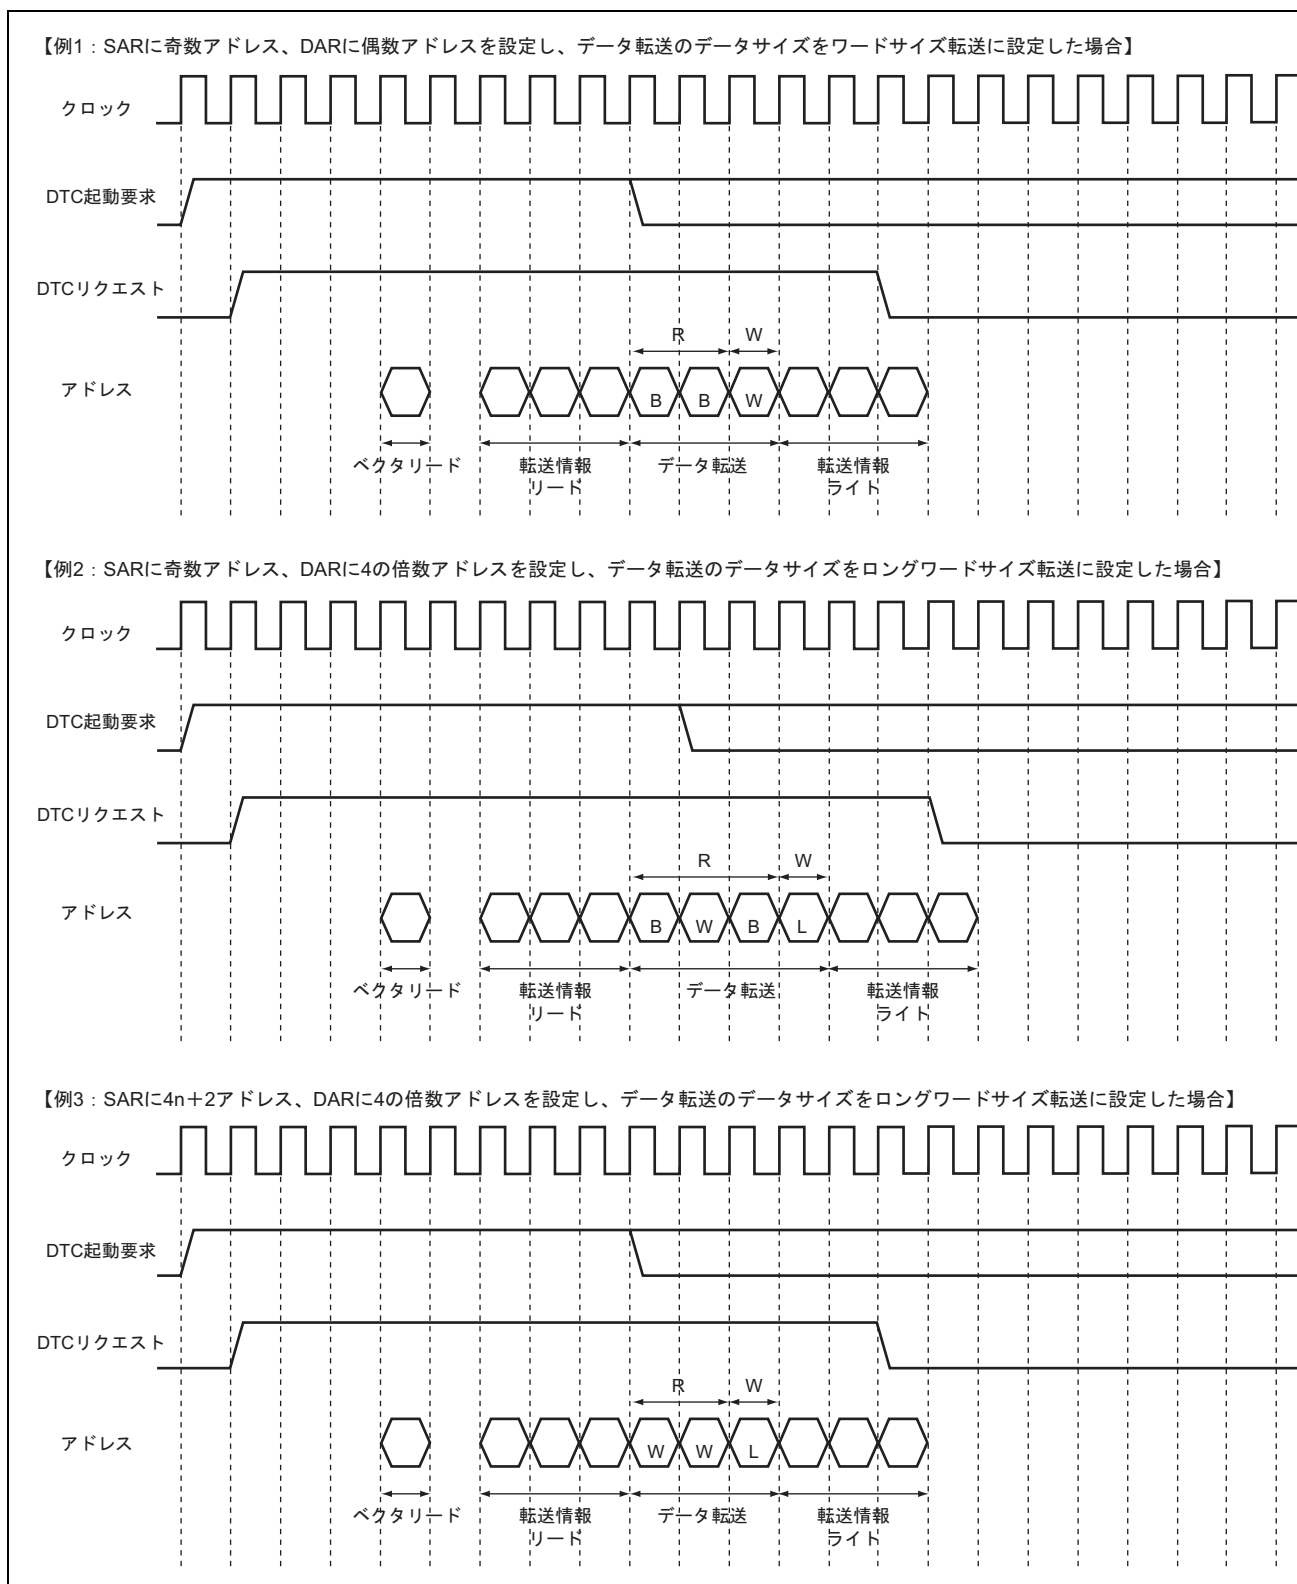 【例1：SARに奇数アドレス、DARに偶数アドレスを設定し、データ転送のデータサイズをワードサイズ転送に設定した場合】
クロック
DTC起動要求
DTCリクエスト
R W
アドレス
B B W
ベクタリード 転送情報 データ転送 転送情報
リード ライト
【例2：SARに奇数アドレス、DARに4の倍数アドレスを設定し、データ転送のデータサイズをロングワードサイズ転送に設定した場合】
クロック
DTC起動要求
DTCリクエスト
R W
アドレス
B W B L
ベクタリード 転送情報 データ転送 転送情報
リード ライト
【例3：SARに4n＋2アドレス、DARに4の倍数アドレスを設定し、データ転送のデータサイズをロングワードサイズ転送に設定した場合】
クロック
DTC起動要求
DTCリクエスト
R W
アドレス
W W L
ベクタリード 転送情報 データ転送 転送情報
リード ライト